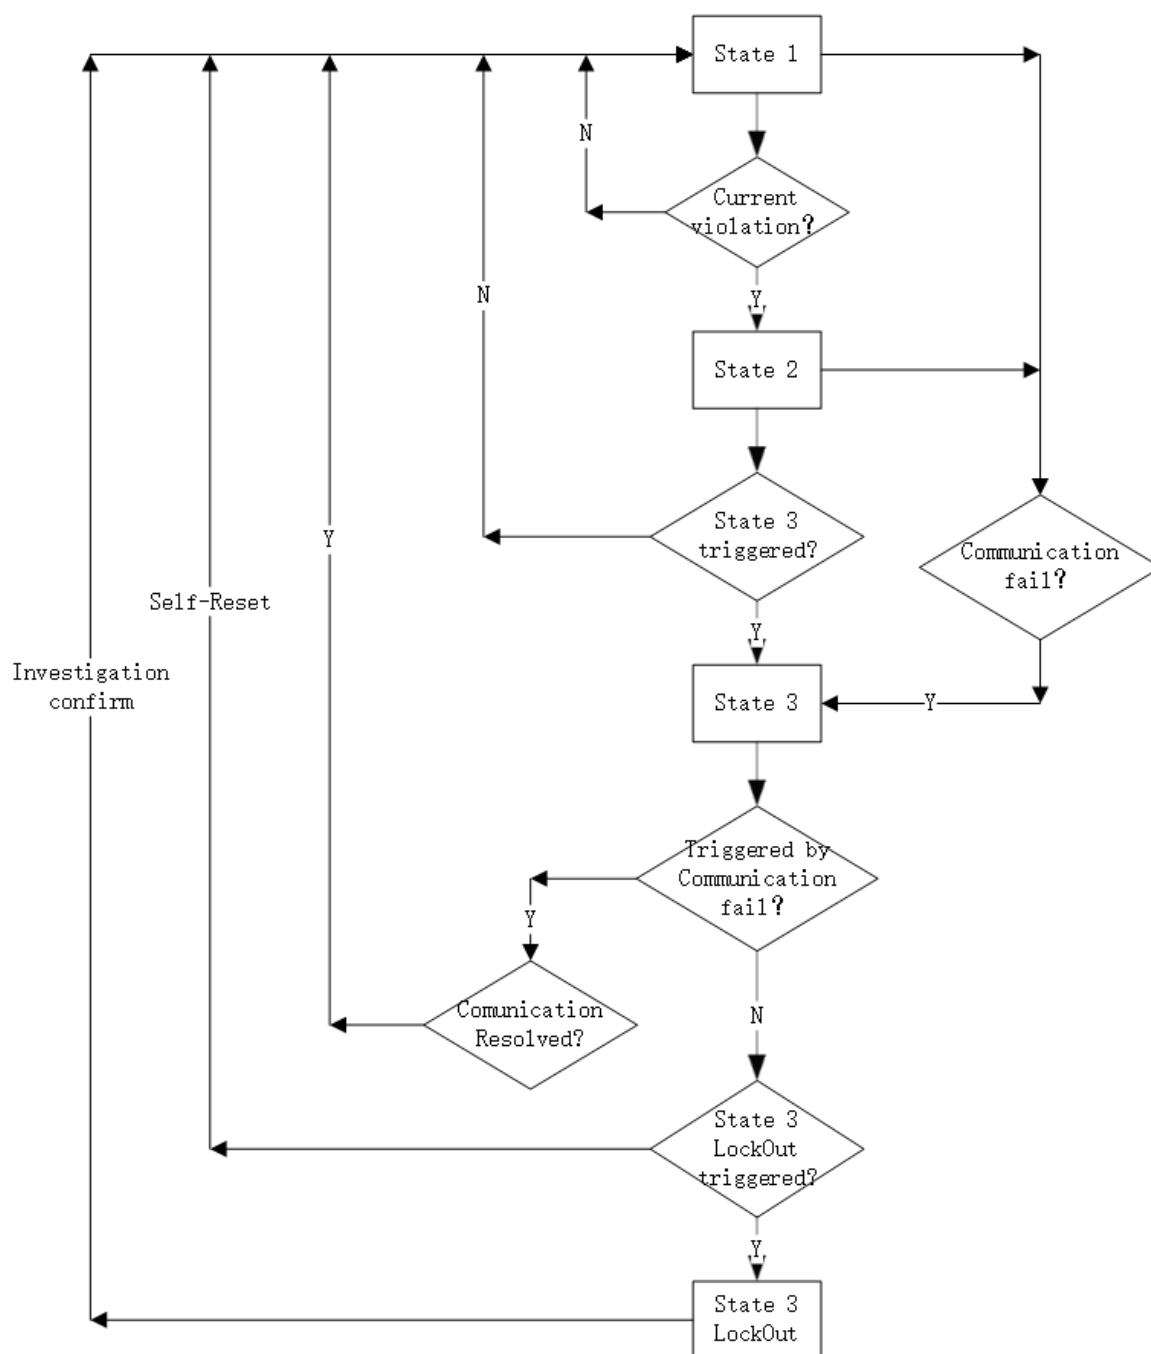 State 1
N
Current
violation?
N
Y
State 2
State 3
triggered?
Y
Communication
fail?
Self-Reset
Y
Investigation
confirm
State 3
Y
Triggered by
Communication
fail?
Y
Comunication
Resolved?
N
State 3
LockOut
triggered?
Y
State 3
LockOut